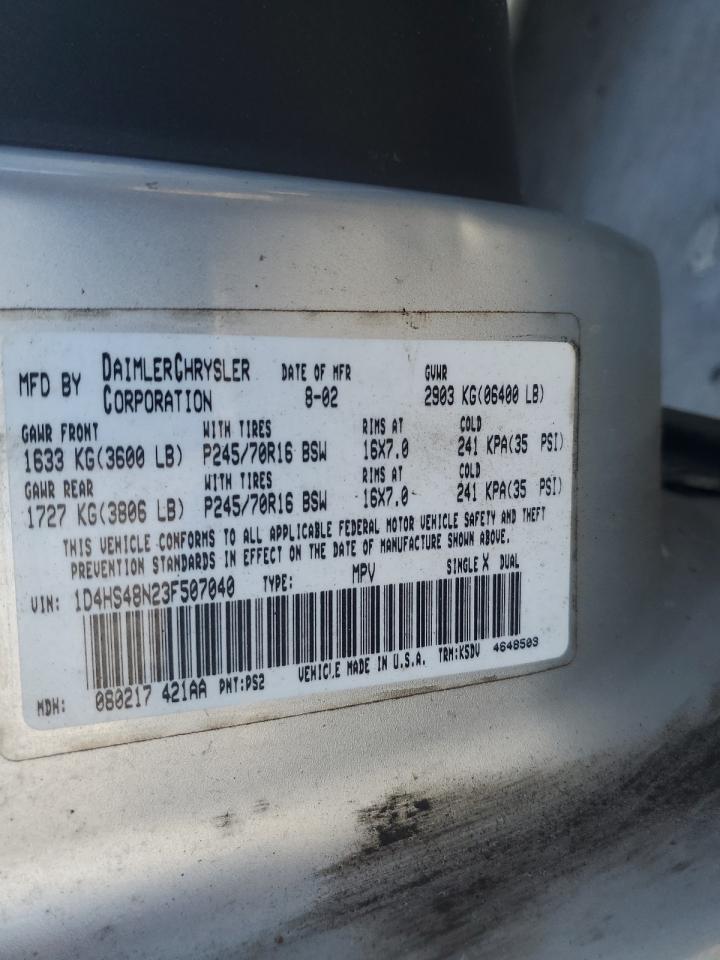 MFD BY DAIMLERCHRYSLER CORPORATION DATE OF MFR 8-02 GVWR 2903 KG(06400 LB)
GAWR FRONT WITH TIRES RIMS AT COLD
1633 KG(3600 LB) P245/70R16 BSW 16X7.0 241 KPA(35 PSI)
GAWR REAR WITH TIRES RIMS AT COLD
1727 KG(3806 LB) P245/70R16 BSW 16X7.0 241 KPA(35 PSI)
THIS VEHICLE CONFORMS TO ALL APPLICABLE FEDERAL MOTOR VEHICLE SAFETY AND THEFT
PREVENTION STANDARDS IN EFFECT ON THE DATE OF MANUFACTURE SHOWN ABOVE.
VIN: 1D4HS48N23F507040 TYPE: MPV SINGLE X DUAL
MDH: 080217 421AA PNT:PS2 VEHICLE MADE IN U.S.A. TRM:K5DV 4648503